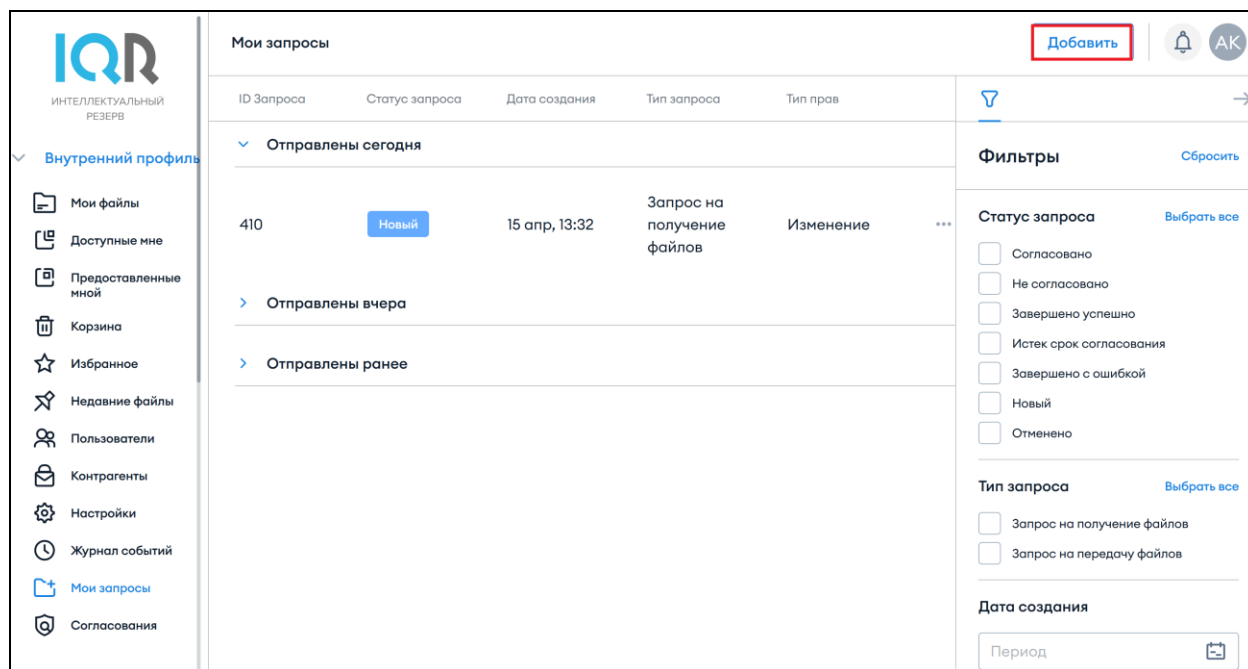 IQR
ИНТЕЛЛЕКТУАЛЬНЫЙ
РЕЗЕРВ
Внутренний профиль
Мои файлы
Доступные мне
Предоставленные
мной
Корзина
Избранное
Недавние файлы
Пользователи
Контрагенты
Настройки
Журнал событий
Мои запросы
Согласования
Мои запросы
Добавить
АК
ID Запроса Статус запроса Дата создания Тип запроса Тип прав
Отправлены сегодня
410 Новый 15 апр, 13:32 Запрос на
получение
файлов Изменение
Отправлены вчера
Отправлены ранее
Фильтры Сбросить
Статус запроса Выбрать все
Согласовано
Не согласовано
Завершено успешно
Истек срок согласования
Завершено с ошибкой
Новый
Отменено
Тип запроса Выбрать все
Запрос на получение файлов
Запрос на передачу файлов
Дата создания
Период